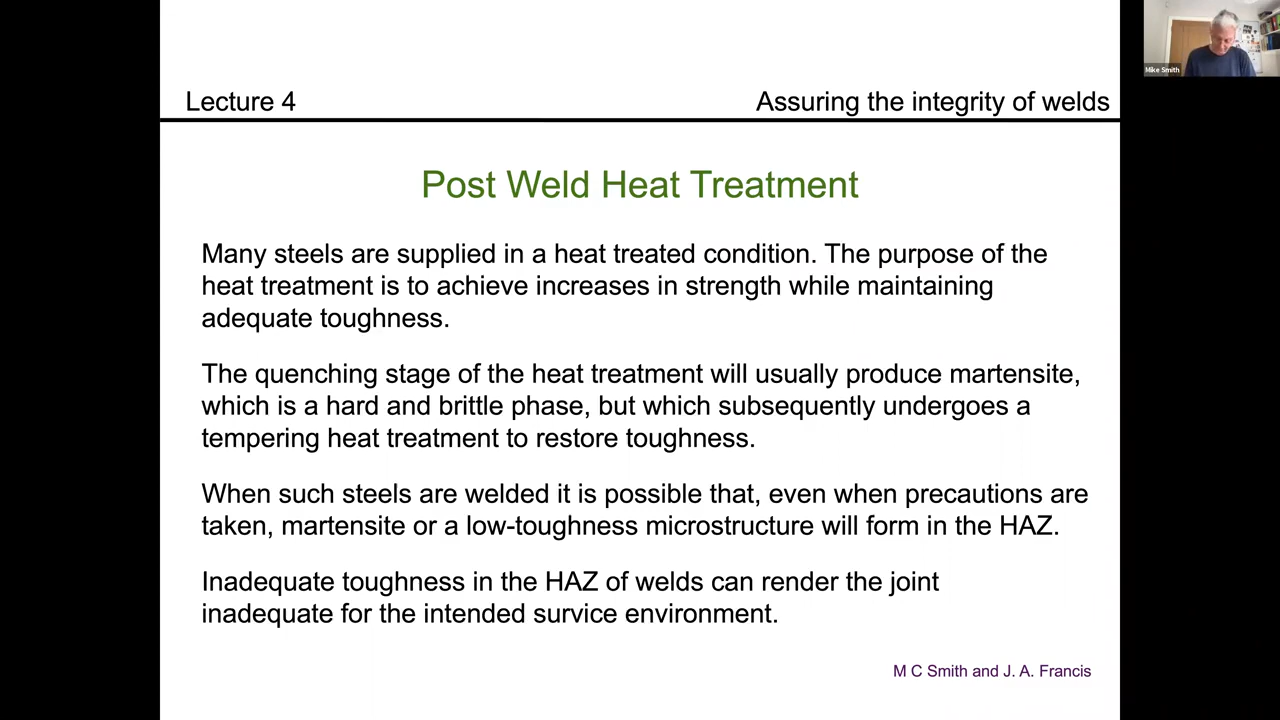 Mike Smith
Lecture 4
Assuring the integrity of welds
Post Weld Heat Treatment
Many steels are supplied in a heat treated condition. The purpose of the
heat treatment is to achieve increases in strength while maintaining
adequate toughness.
The quenching stage of the heat treatment will usually produce martensite,
which is a hard and brittle phase, but which subsequently undergoes a
tempering heat treatment to restore toughness.
When such steels are welded it is possible that, even when precautions are
taken, martensite or a low-toughness microstructure will form in the HAZ.
Inadequate toughness in the HAZ of welds can render the joint
inadequate for the intended survice environment.
M C Smith and J. A. Francis